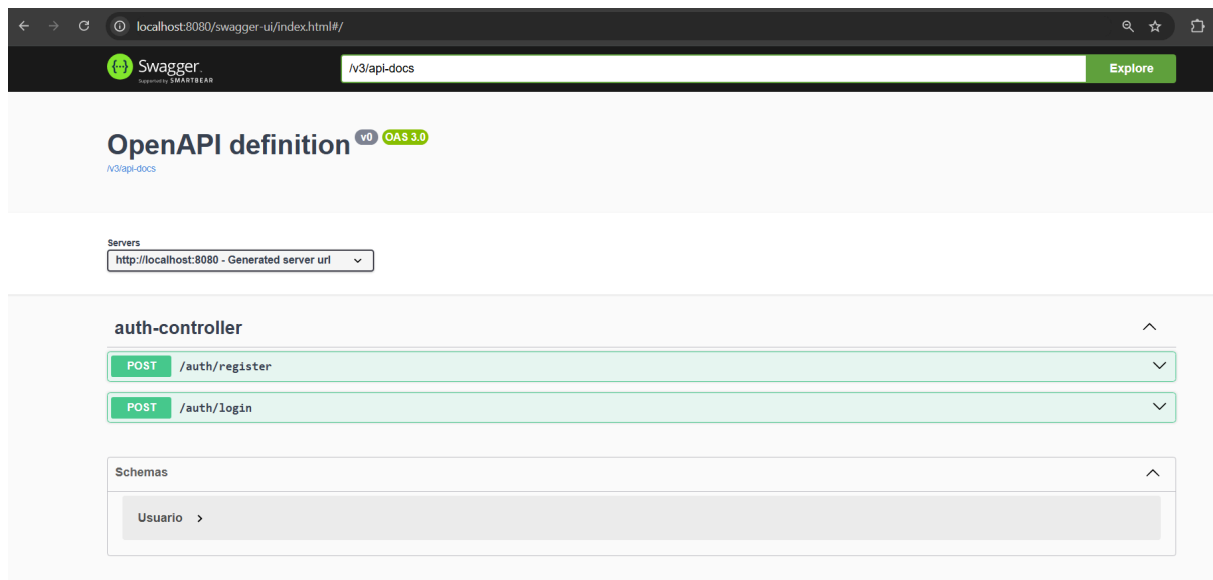 localhost:8080/swagger-ui/index.html#/
{···} Swagger.
Supported by SMARTBEAR
/v3/api-docs
Explore
OpenAPI definition v0 OAS 3.0
/v3/api-docs
Servers
http://localhost:8080 - Generated server url
auth-controller
POST /auth/register
POST /auth/login
Schemas
Usuario